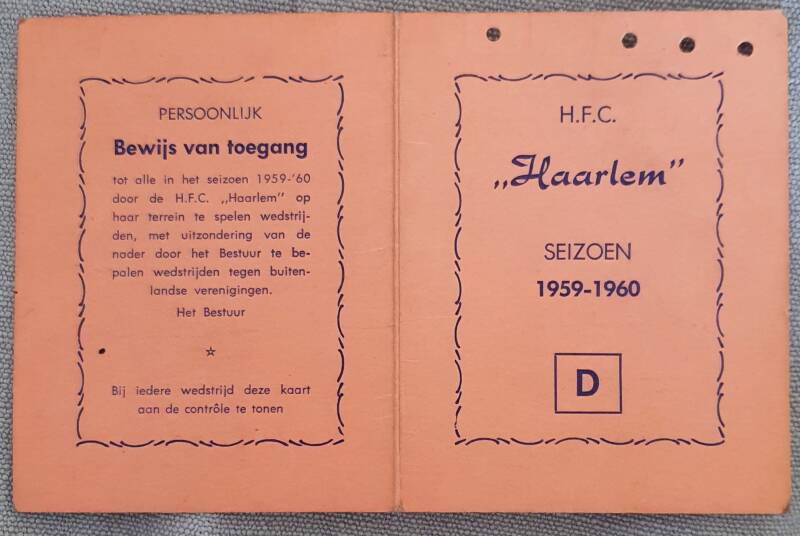 PERSOONLIJK
Bewijs van toegang
tot alle in het seizoen 1959-'60
door de H.F.C. „Haarlem" op
haar terrein te spelen wedstrij-
den, met uitzondering van de
nader door het Bestuur te be-
palen wedstrijden tegen buiten-
landse verenigingen.
Het Bestuur
Bij iedere wedstrijd deze kaart
aan de contrôle te tonen
H.F.C.
„Haarlem"
SEIZOEN
1959-1960
D